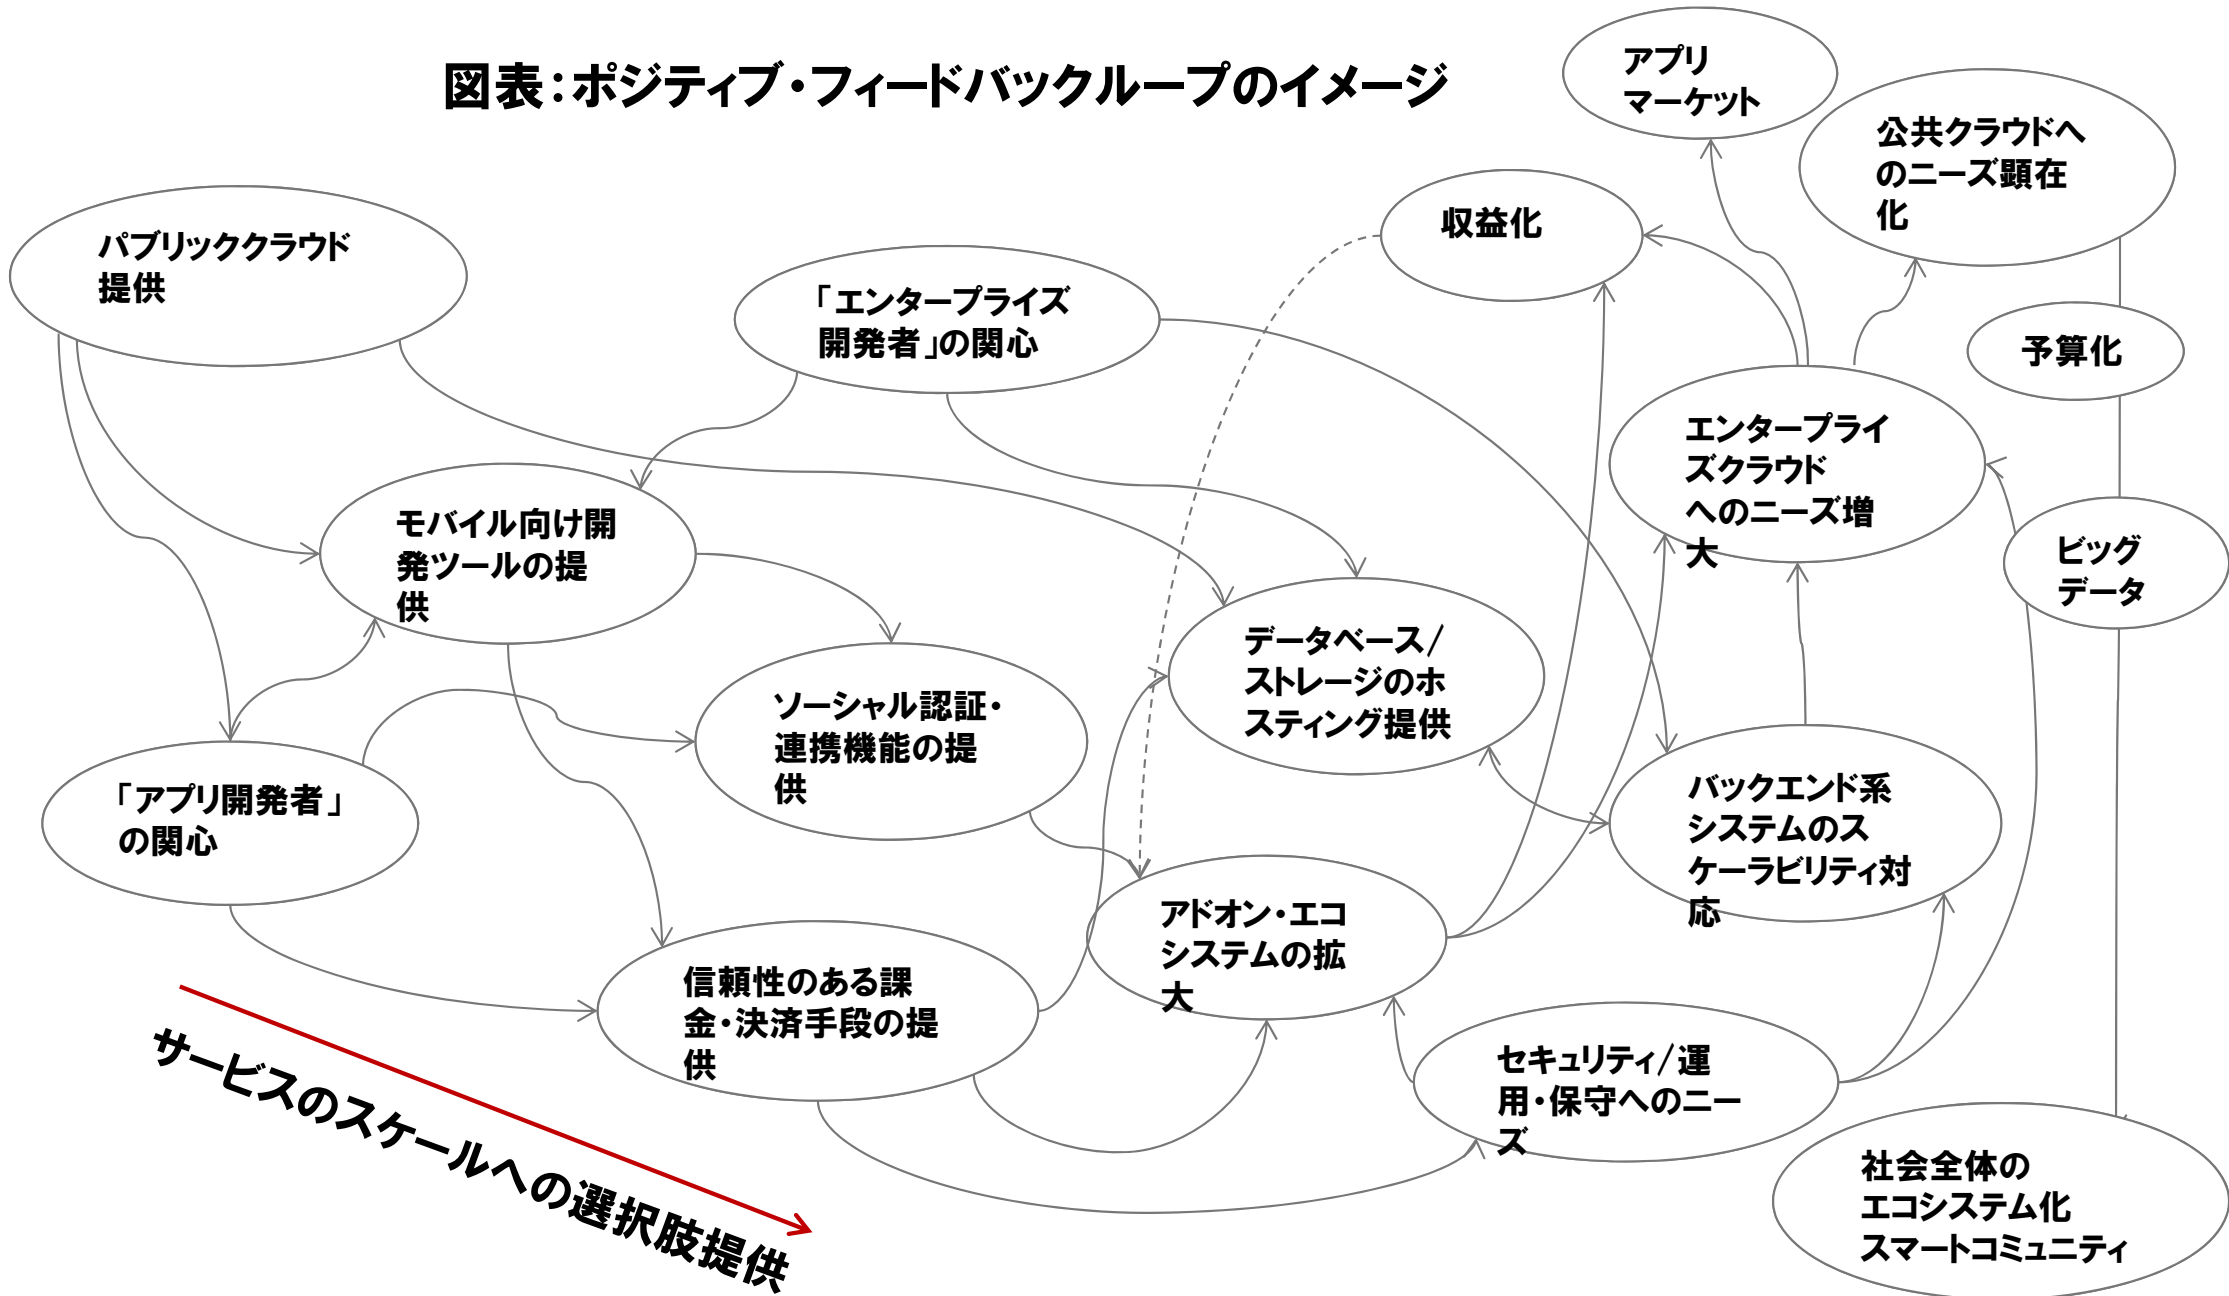 図表：ポジティブ・フィードバックループのイメージ
アプリ
マーケット
公共クラウドへ
のニーズ顕在
化
収益化
パブリッククラウド
提供
「エンタープライズ
開発者」の関心
予算化
エンタープライ
ズクラウド
へのニーズ増
大
モバイル向け開
発ツールの提
供
ビッグ
データ
データベース/
ストレージのホ
スティング提供
ソーシャル認証・
連携機能の提
供
「アプリ開発者」
の関心
バックエンド系
システムのス
ケーラビリティ対
応
アドオン・エコ
システムの拡
大
信頼性のある課
金・決済手段の提
供
セキュリティ/運
用・保守へのニー
ズ
サービスのスケールへの選択肢提供
社会全体の
エコシステム化
スマートコミュニティ